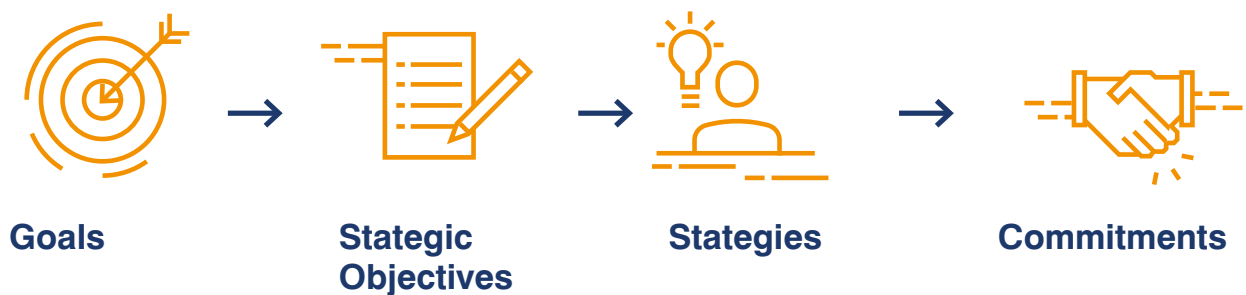 Goals
Stategic
Objectives
Stategies
Commitments